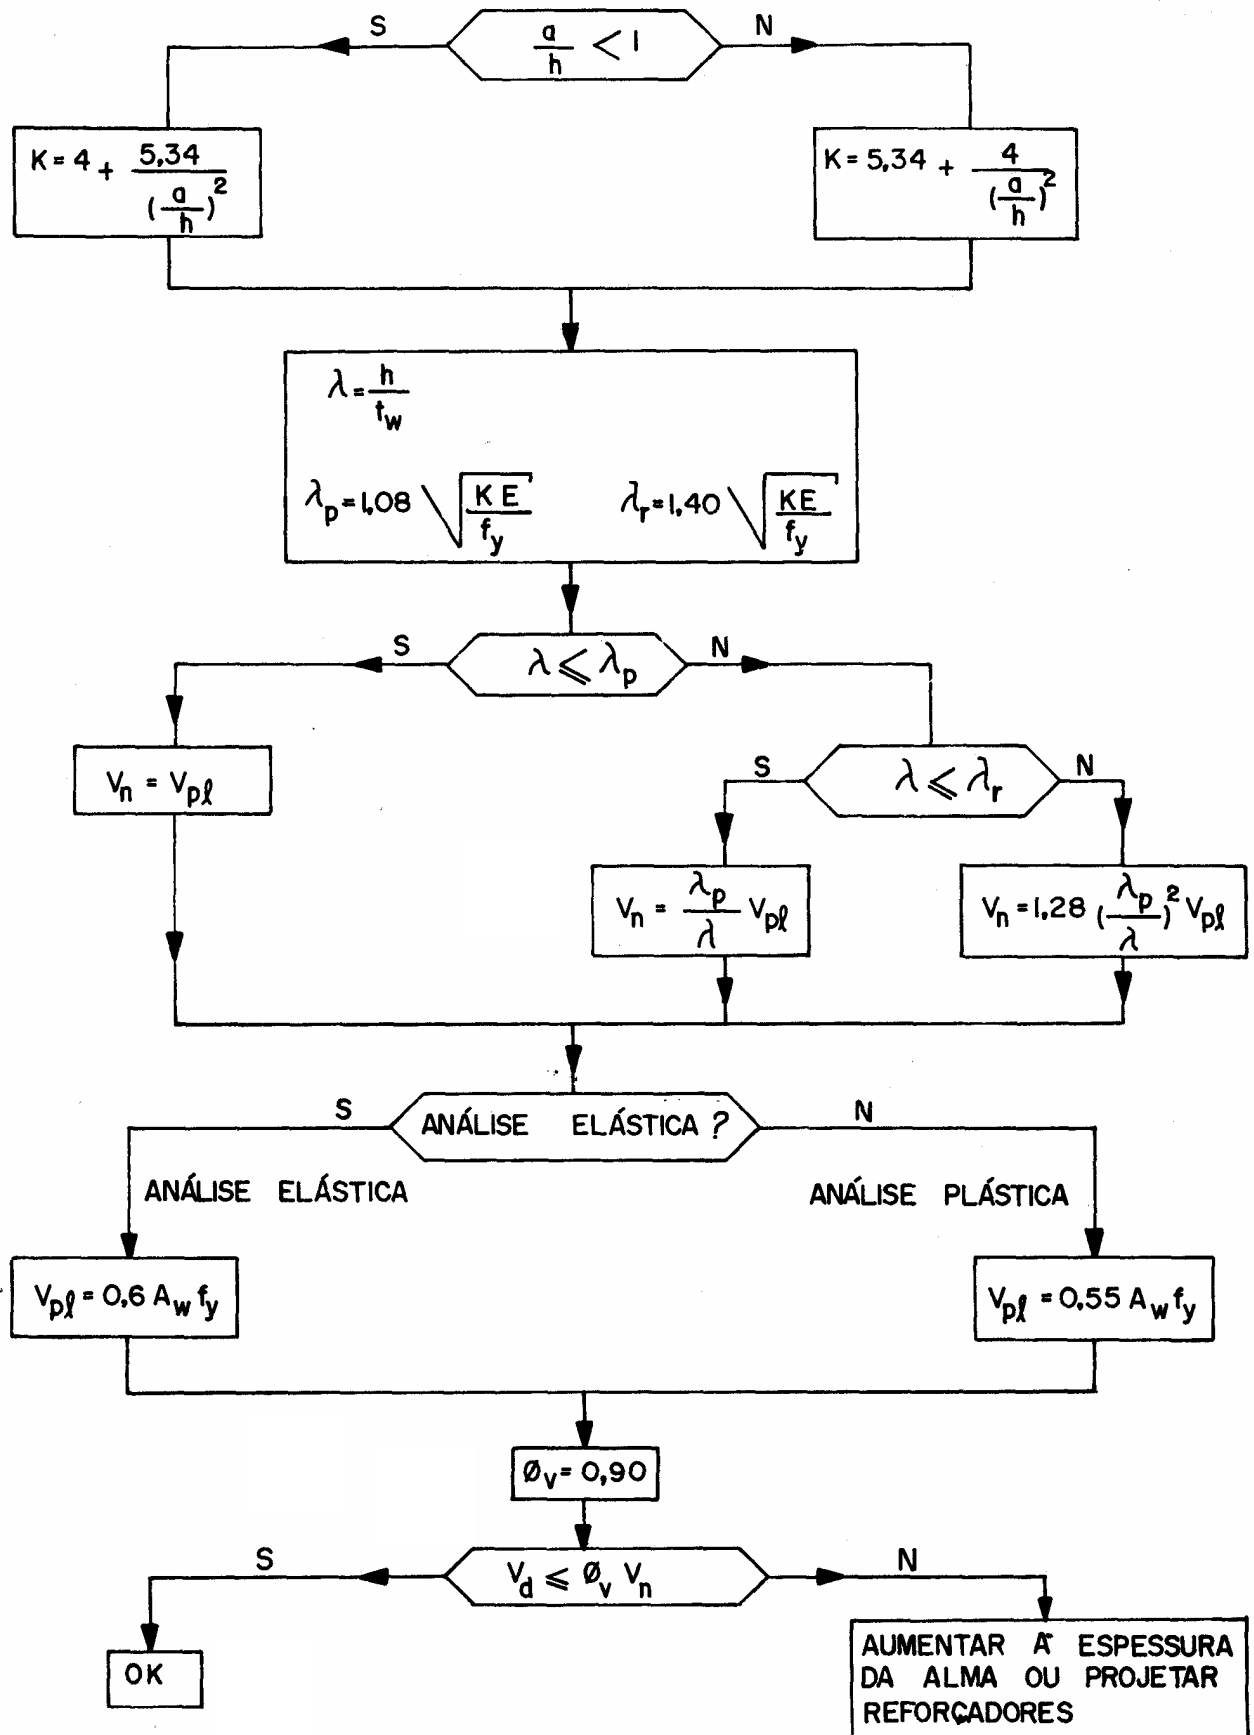 S a/h < 1 N
K = 4 + 5,34/(a/h)²
K = 5,34 + 4/(a/h)²
λ = h/t_w
λ_p = 1,08 √(KE/f_y) λ_r = 1,40 √(KE/f_y)
S λ ⩽ λ_p N
V_n = V_pℓ
S λ ⩽ λ_r N
V_n = λ_p/λ V_pℓ
V_n = 1,28 (λ_p/λ)² V_pℓ
S ANÁLISE ELÁSTICA ? N
ANÁLISE ELÁSTICA
ANÁLISE PLÁSTICA
V_pℓ = 0,6 A_w f_y
V_pℓ = 0,55 A_w f_y
Ø_v = 0,90
S V_d ⩽ Ø_v V_n N
OK
AUMENTAR A ESPESSURA
DA ALMA OU PROJETAR
REFORÇADORES